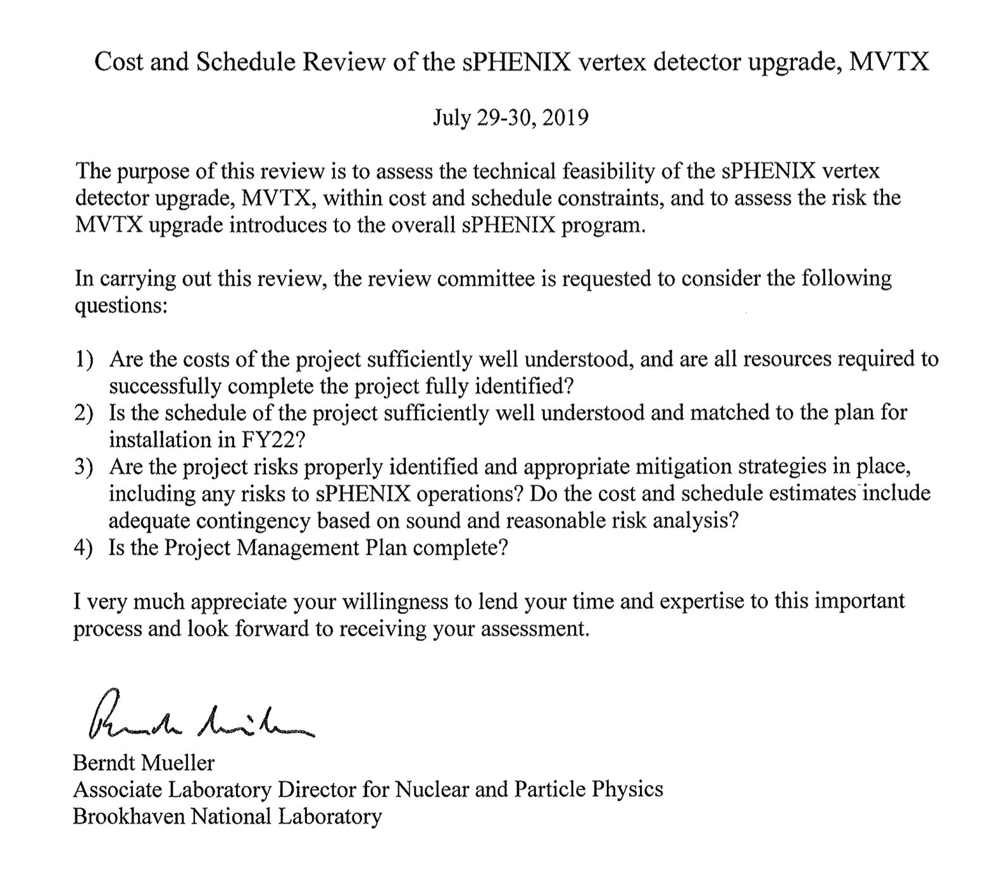 Cost and Schedule Review of the sPHENIX vertex detector upgrade, MVTX
July 29-30, 2019
The purpose of this review is to assess the technical feasibility of the sPHENIX vertex
detector upgrade, MVTX, within cost and schedule constraints, and to assess the risk the
MVTX upgrade introduces to the overall sPHENIX program.
In carrying out this review, the review committee is requested to consider the following
questions:
1) Are the costs of the project sufficiently well understood, and are all resources required to
successfully complete the project fully identified?
2) Is the schedule of the project sufficiently well understood and matched to the plan for
installation in FY22?
3) Are the project risks properly identified and appropriate mitigation strategies in place,
including any risks to sPHENIX operations? Do the cost and schedule estimates include
adequate contingency based on sound and reasonable risk analysis?
4) Is the Project Management Plan complete?
I very much appreciate your willingness to lend your time and expertise to this important
process and look forward to receiving your assessment.
Berndt Mueller
Associate Laboratory Director for Nuclear and Particle Physics
Brookhaven National Laboratory